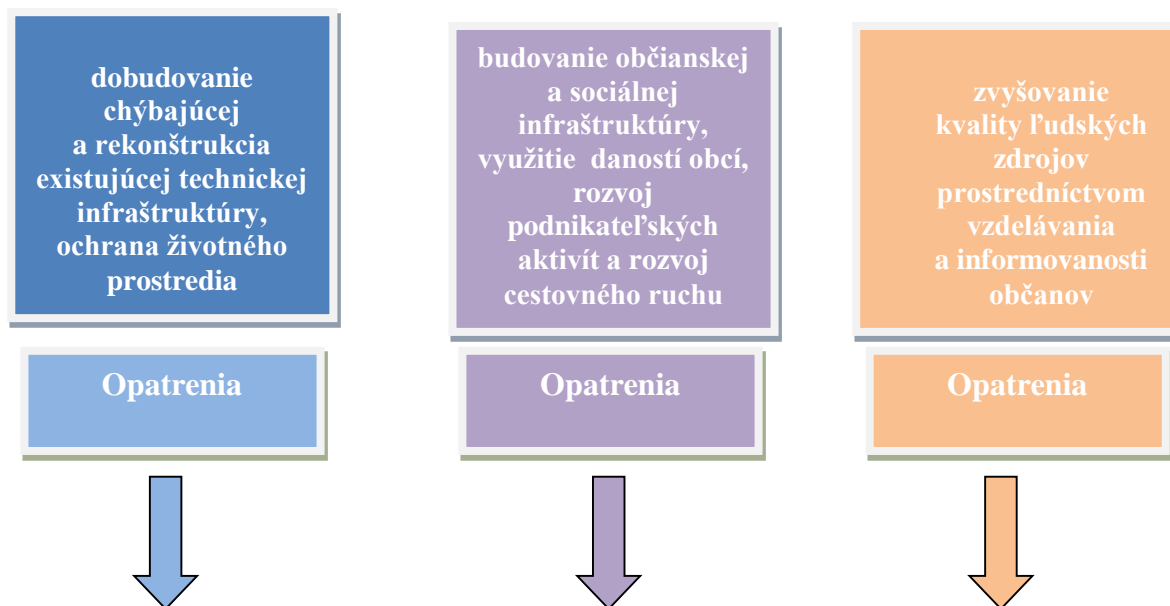 dobudovanie
chýbajúcej
a rekonštrukcia
existujúcej technickej
infraštruktúry,
ochrana životného
prostredia
budovanie občianskej
a sociálnej
infraštruktúry,
využitie daností obcí,
rozvoj
podnikateľských
aktivít a rozvoj
cestovného ruchu
zvyšovanie
kvality ľudských
zdrojov
prostredníctvom
vzdelávania
a informovanosti
občanov
Opatrenia
Opatrenia
Opatrenia